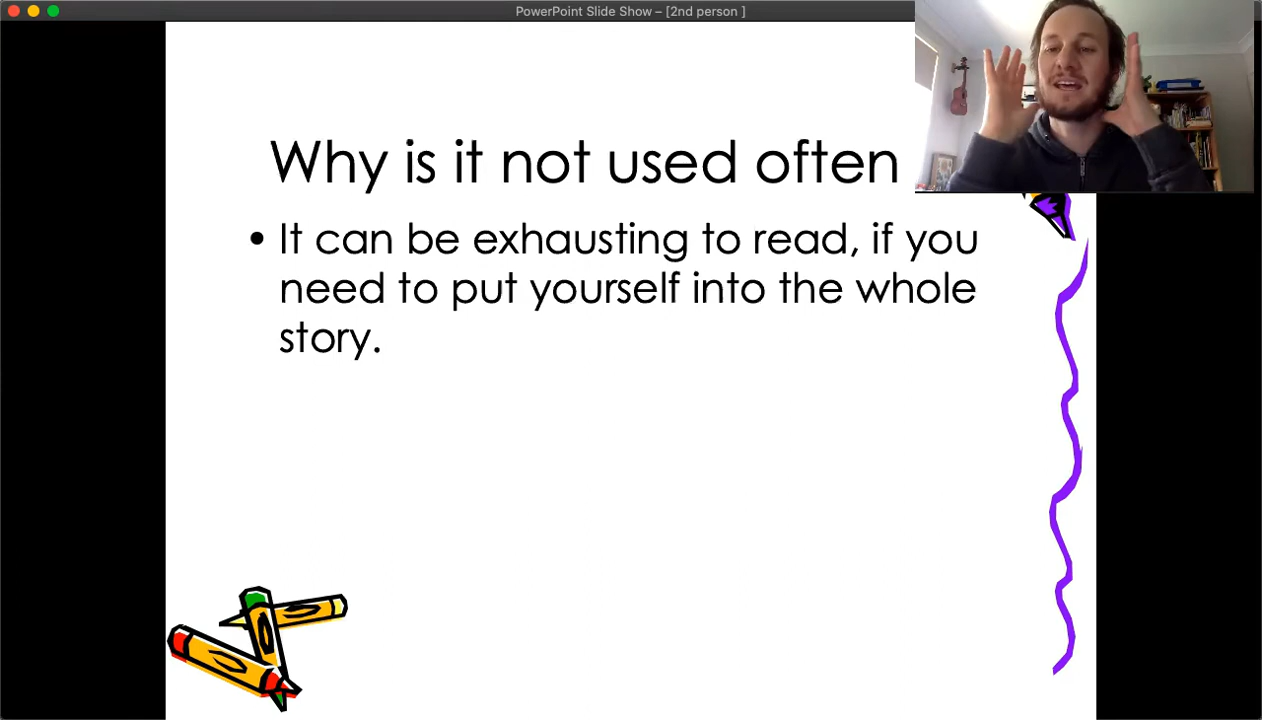 PowerPoint Slide Show – [2nd person ]
Why is it not used often
• It can be exhausting to read, if you
need to put yourself into the whole
story.